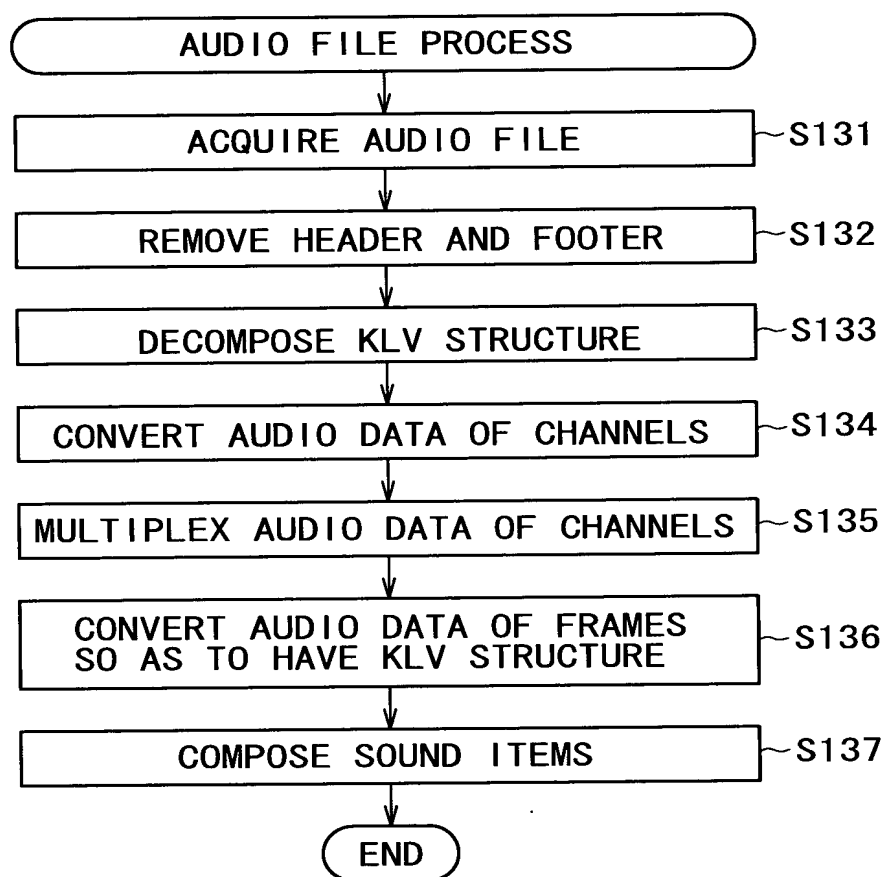 AUDIO FILE PROCESS
ACQUIRE AUDIO FILE
S131
REMOVE HEADER AND FOOTER
S132
DECOMPOSE KLV STRUCTURE
S133
CONVERT AUDIO DATA OF CHANNELS
S134
MULTIPLEX AUDIO DATA OF CHANNELS
S135
CONVERT AUDIO DATA OF FRAMES
SO AS TO HAVE KLV STRUCTURE
S136
COMPOSE SOUND ITEMS
S137
END